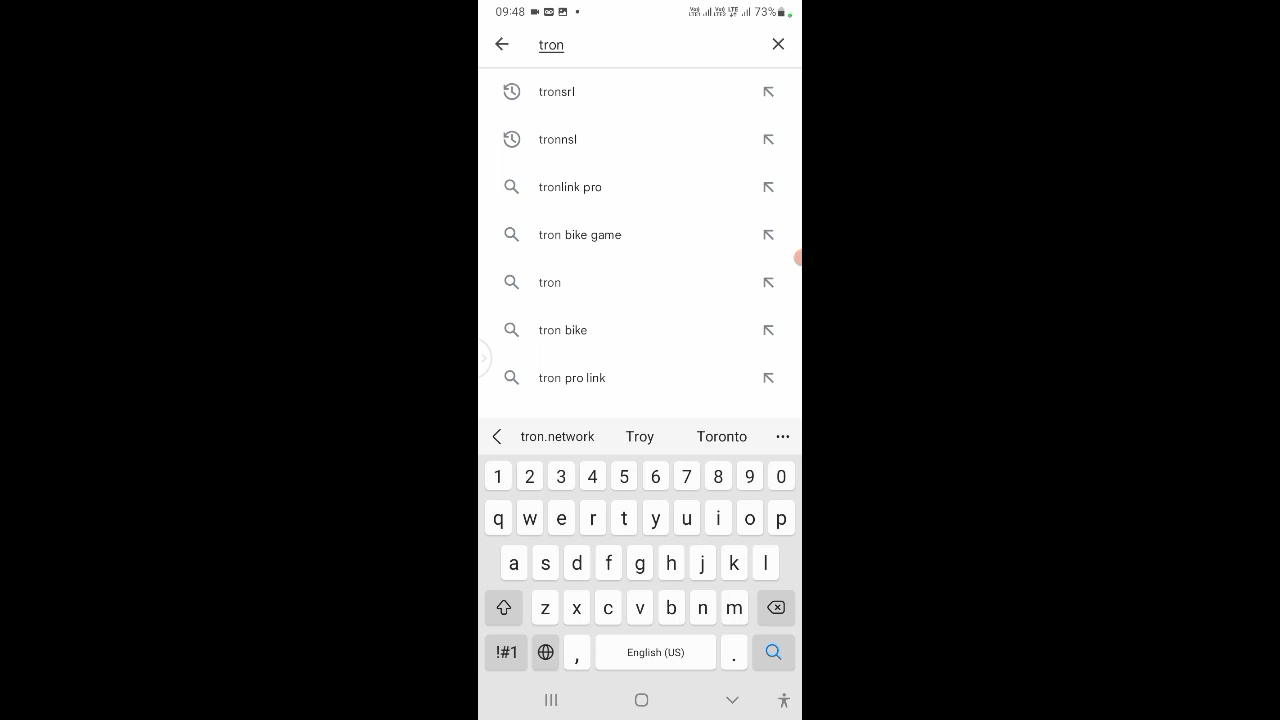 09:48 73%
tron
tronsrl
tronnsl
tronlink pro
tron bike game
tron
tron bike
tron pro link
tron.network Troy Toronto
1 2 3 4 5 6 7 8 9 0
q w e r t y u i o p
a s d f g h j k l
z x c v b n m
!#1 , English (US) .